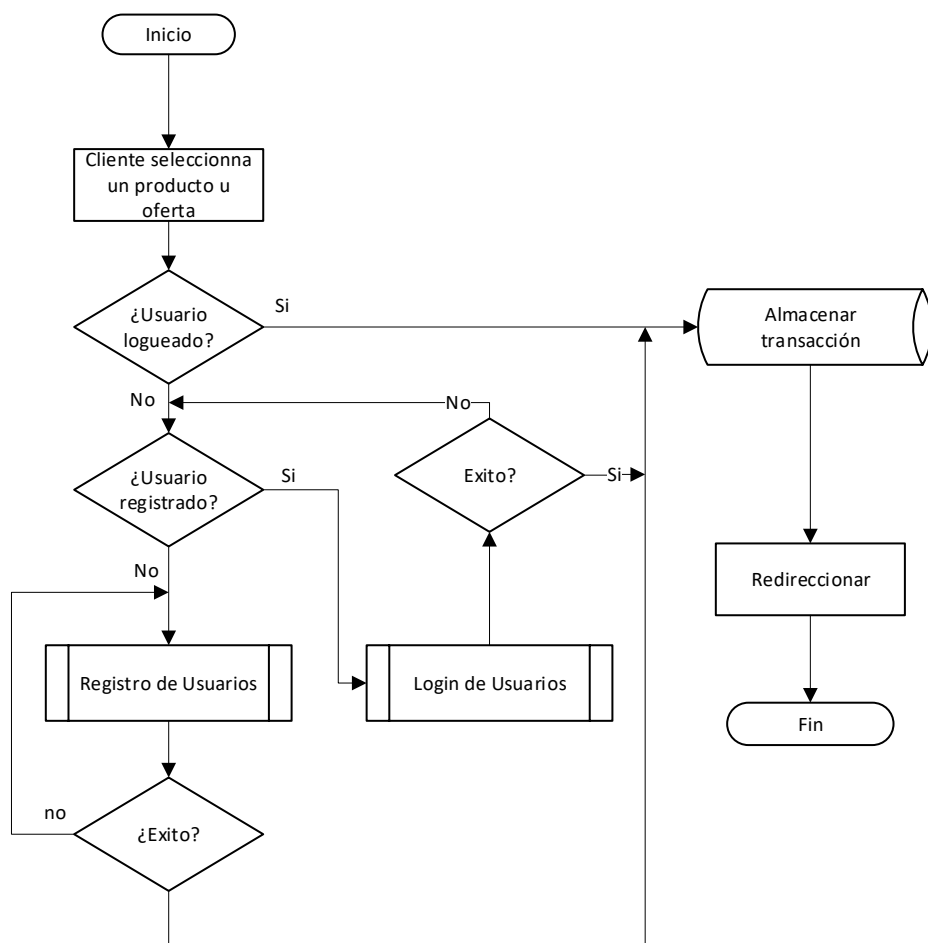 Inicio
Cliente seleccionna
un producto u
oferta
¿Usuario
logueado?
Si
Almacenar
transacción
No
No
¿Usuario
registrado?
Si
Exito?
Si
No
Redireccionar
Registro de Usuarios
Login de Usuarios
Fin
no
¿Exito?